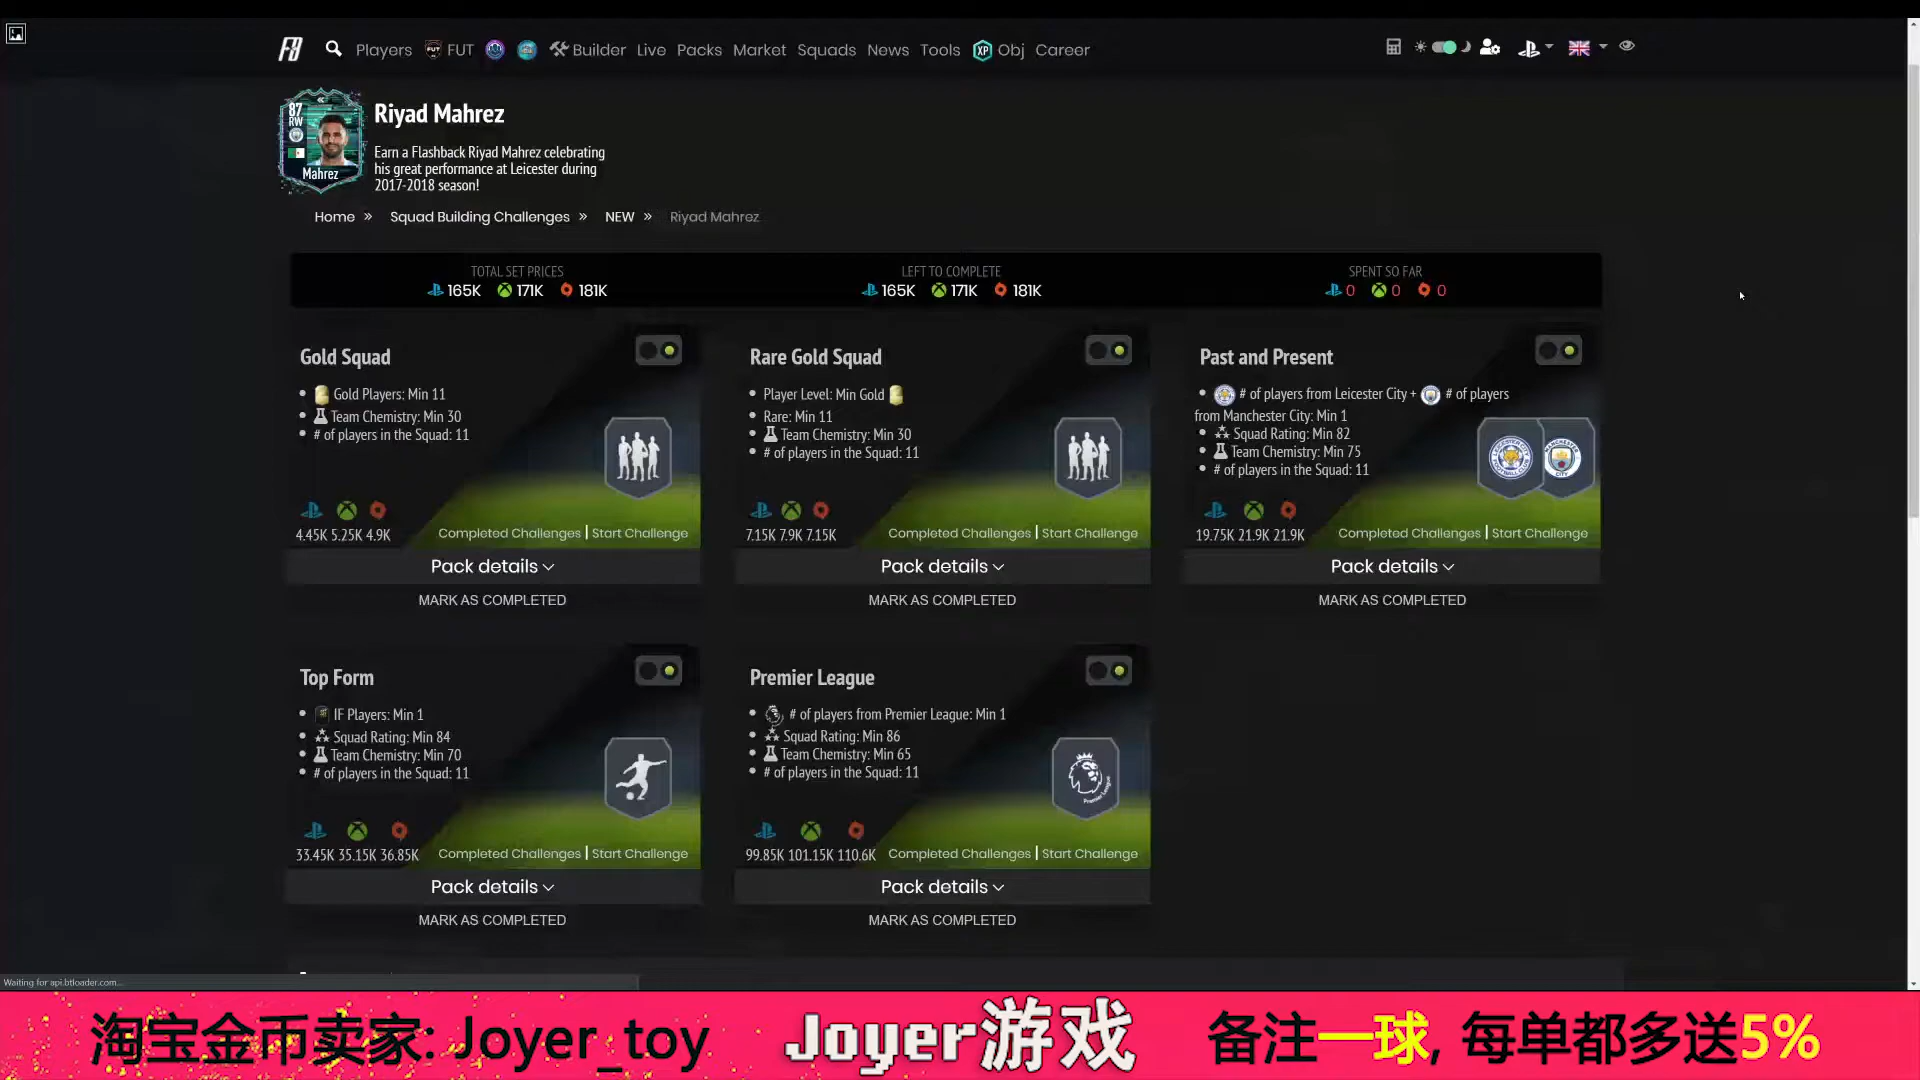 Players FUT Builder Live Packs Market Squads News Tools XP Obj Career
87
RW
Mahrez
Riyad Mahrez
Earn a Flashback Riyad Mahrez celebrating
his great performance at Leicester during
2017-2018 season!
Home » Squad Building Challenges » NEW » Riyad Mahrez
TOTAL SET PRICES
165K 171K 181K
LEFT TO COMPLETE
165K 171K 181K
SPENT SO FAR
0 0 0
Gold Squad
Gold Players: Min 11
Team Chemistry: Min 30
# of players in the Squad: 11
4.45K 5.25K 4.9K
Completed Challenges | Start Challenge
Pack details
MARK AS COMPLETED
Rare Gold Squad
Player Level: Min Gold
Rare: Min 11
Team Chemistry: Min 30
# of players in the Squad: 11
7.15K 7.9K 7.15K
Completed Challenges | Start Challenge
Pack details
MARK AS COMPLETED
Past and Present
# of players from Leicester City + # of players
from Manchester City: Min 1
Squad Rating: Min 82
Team Chemistry: Min 75
# of players in the Squad: 11
19.75K 21.9K 21.9K
Completed Challenges | Start Challenge
Pack details
MARK AS COMPLETED
Top Form
IF Players: Min 1
Squad Rating: Min 84
Team Chemistry: Min 70
# of players in the Squad: 11
33.45K 35.15K 36.85K
Completed Challenges | Start Challenge
Pack details
MARK AS COMPLETED
Premier League
# of players from Premier League: Min 1
Squad Rating: Min 86
Team Chemistry: Min 65
# of players in the Squad: 11
Premier League
99.85K 101.15K 110.6K
Completed Challenges | Start Challenge
Pack details
MARK AS COMPLETED
Waiting for api.btloader.com...
淘宝金币卖家: Joyer_toy
Joyer游戏
备注一球, 每单都多送5%